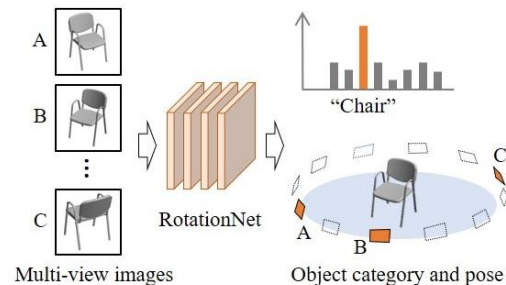 A
B
C
RotationNet
“Chair”
A
B
C
Multi-view images
Object category and pose